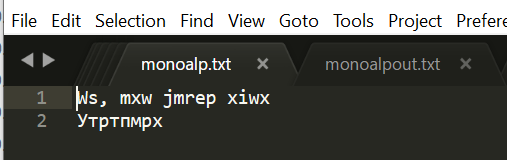 File Edit Selection Find View Goto Tools Project
monoalp.txt × monoalpout.txt ×
1 Ws, mxw jmrep xiwx
2 Утртпмрх